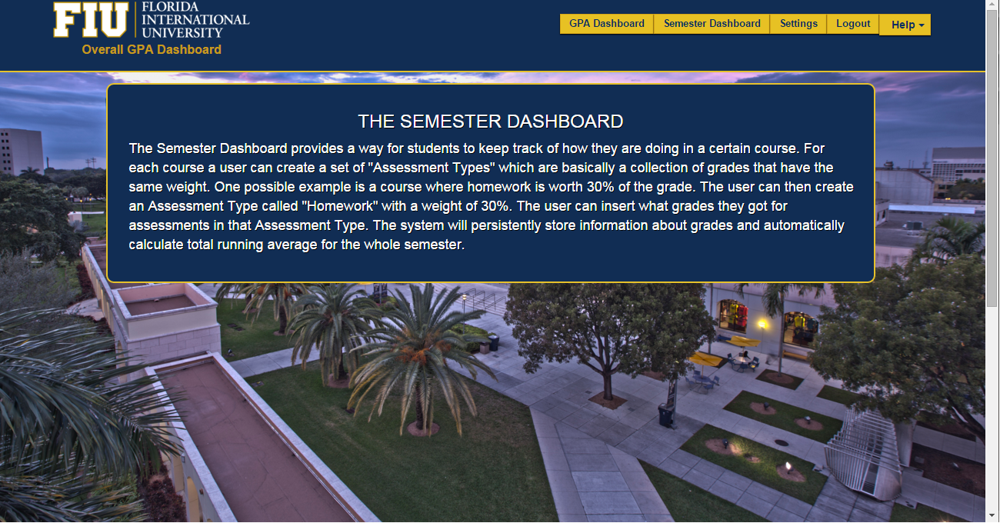 FIU
FLORIDA
INTERNATIONAL
UNIVERSITY
Overall GPA Dashboard
GPA Dashboard
Semester Dashboard
Settings
Logout
Help
THE SEMESTER DASHBOARD
The Semester Dashboard provides a way for students to keep track of how they are doing in a certain course. For
each course a user can create a set of "Assessment Types" which are basically a collection of grades that have the
same weight. One possible example is a course where homework is worth 30% of the grade. The user can then create
an Assessment Type called "Homework" with a weight of 30%. The user can insert what grades they got for
assessments in that Assessment Type. The system will persistently store information about grades and automatically
calculate total running average for the whole semester.